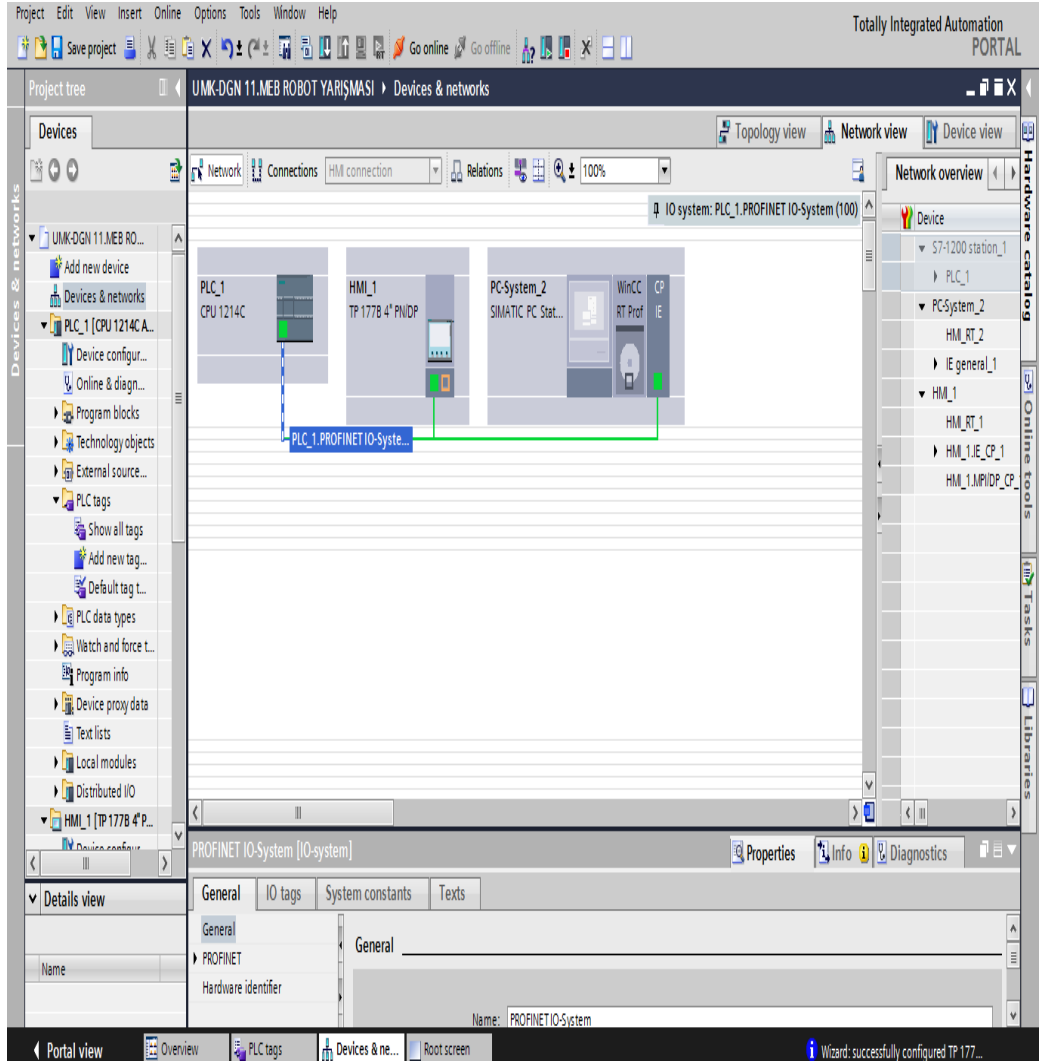 Project Edit View Insert Online Options Tools Window Help
Totally Integrated Automation
PORTAL
Save project
Go online
Go offline
Project tree
UMK-DGN 11.MEB ROBOT YARIŞMASI
Devices & networks
Devices
Topology view
Network view
Device view
Network
Connections
HMI connection
Relations
100%
Network overview
IO system: PLC_1.PROFINET IO-System (100)
Device
S7-1200 station_1
PLC_1
PC-System_2
HMI_RT_2
IE general_1
HMI_1
HMI_RT_1
HMI_1.IE_CP_1
HMI_1.MPI/DP_CP_
Devices & networks
UMK-DGN 11.MEB RO...
Add new device
Devices & networks
PLC_1 [CPU 1214C A...
Device configur...
Online & diagn...
Program blocks
Technology objects
External source...
PLC tags
Show all tags
Add new tag...
Default tag t...
PLC data types
Watch and force t...
Program info
Device proxy data
Text lists
Local modules
Distributed I/O
HMI_1 [TP 177B 4" P...
Device configur...
PLC_1
CPU 1214C
HMI_1
TP 177B 4" PN/DP
PC-System_2
SIMATIC PC Stat...
WinCC
RT Prof
CP
IE
PLC_1.PROFINET IO-Syste...
Hardware catalog
Online tools
Tasks
Libraries
Details view
Name
PROFINET IO-System [IO-system]
Properties
Info
Diagnostics
General
IO tags
System constants
Texts
General
PROFINET
Hardware identifier
General
Name: PROFINET IO-System
Portal view
Overview
PLC tags
Devices & ne...
Root screen
Wizard: successfully configured TP 177...